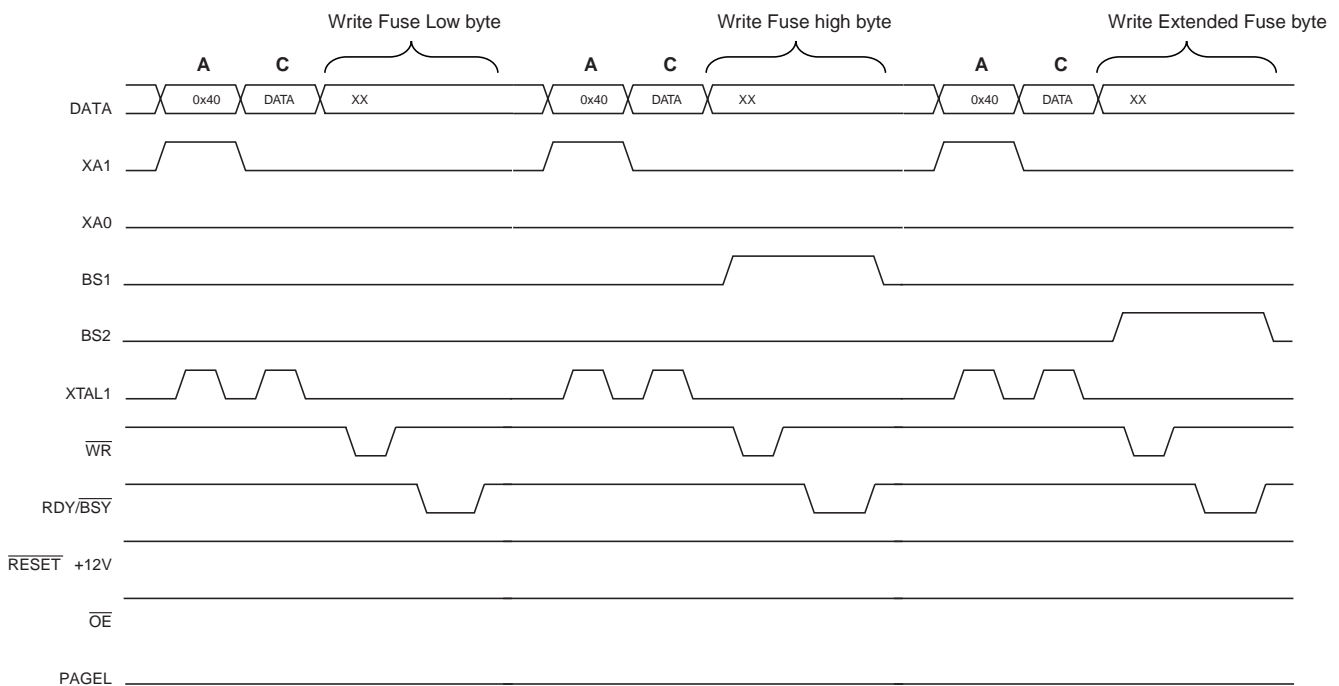 Write Fuse Low byte Write Fuse high byte Write Extended Fuse byte
A C A C A C
DATA 0x40 DATA XX 0x40 DATA XX 0x40 DATA XX
XA1
XA0
BS1
BS2
XTAL1
WR
RDY/BSY
RESET +12V
OE
PAGEL